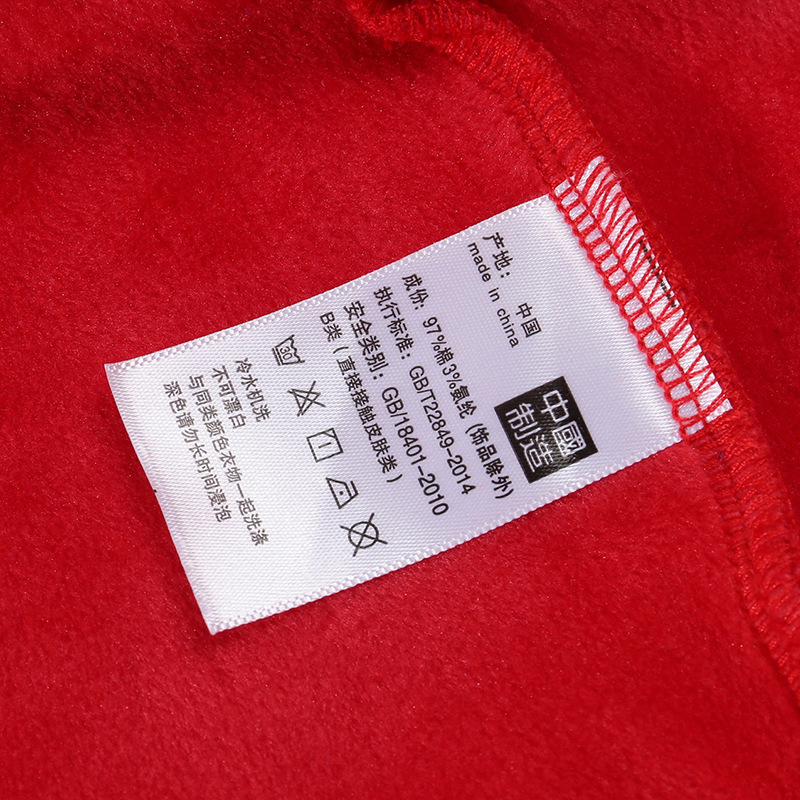 产地： 中国
made in china
中國
制造
成份：97%棉3%氨纶（饰品除外）
执行标准：GB/T22849-2014
安全类别：GB/18401-2010
B类（直接接触皮肤类）
30
冷水机洗
不可漂白
与同类颜色衣物一起洗涤
深色请勿长时间浸泡